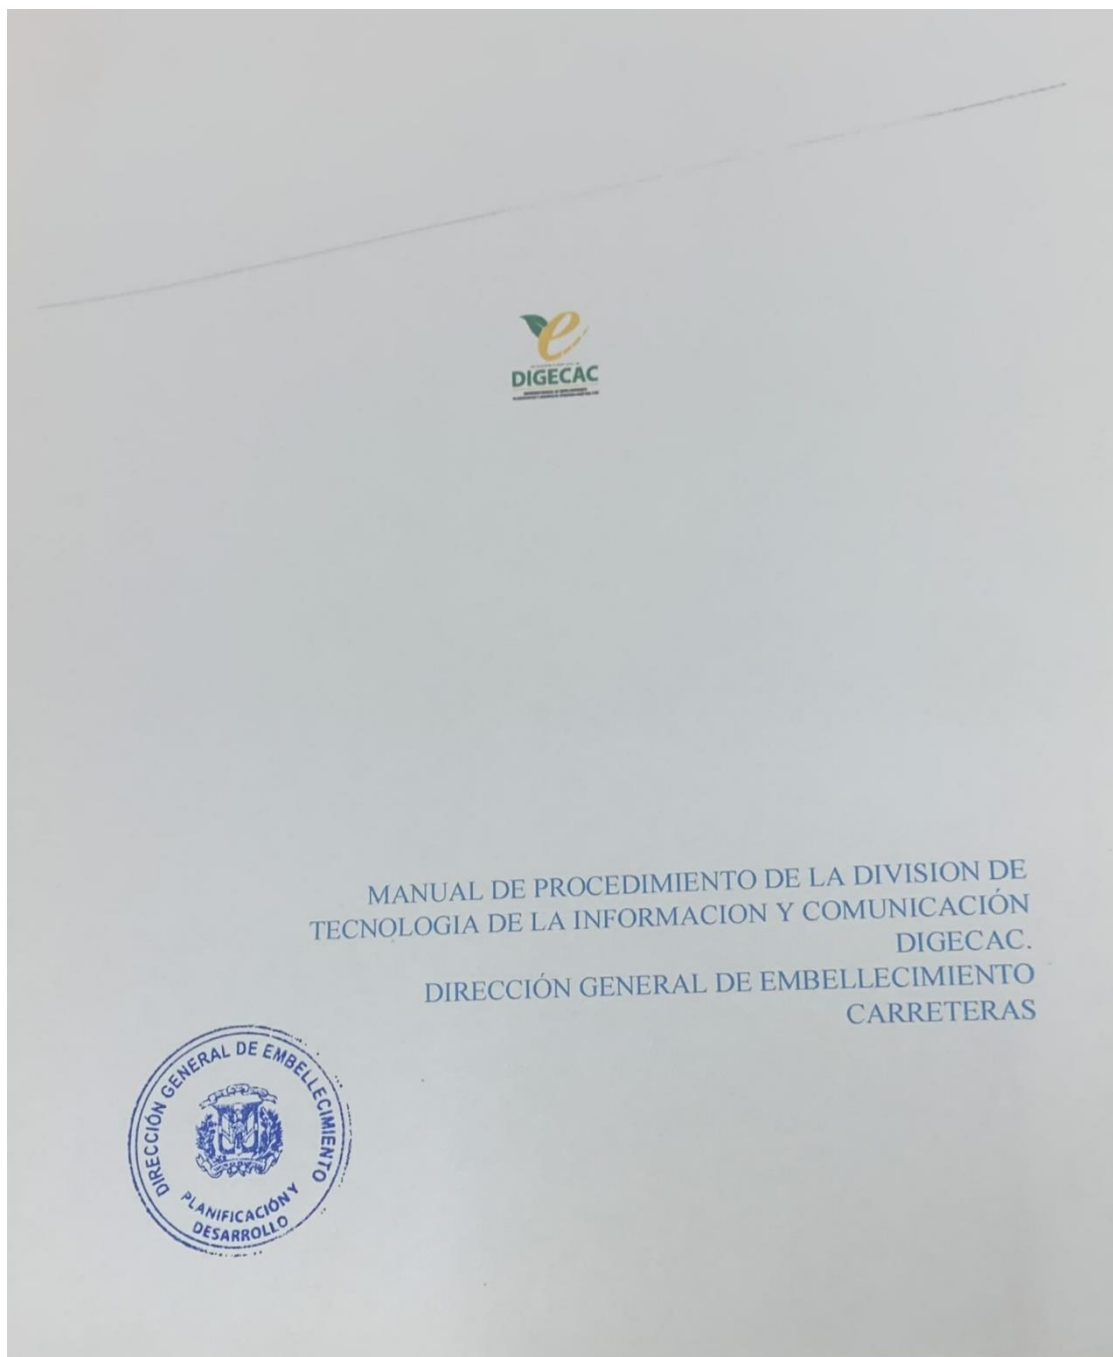 DIGECAC
MANUAL DE PROCEDIMIENTO DE LA DIVISION DE
TECNOLOGIA DE LA INFORMACION Y COMUNICACIÓN
DIGECAC.
DIRECCIÓN GENERAL DE EMBELLECIMIENTO
CARRETERAS
DIRECCIÓN GENERAL DE EMBELLECIMIENTO
PLANIFICACIÓN Y
DESARROLLO